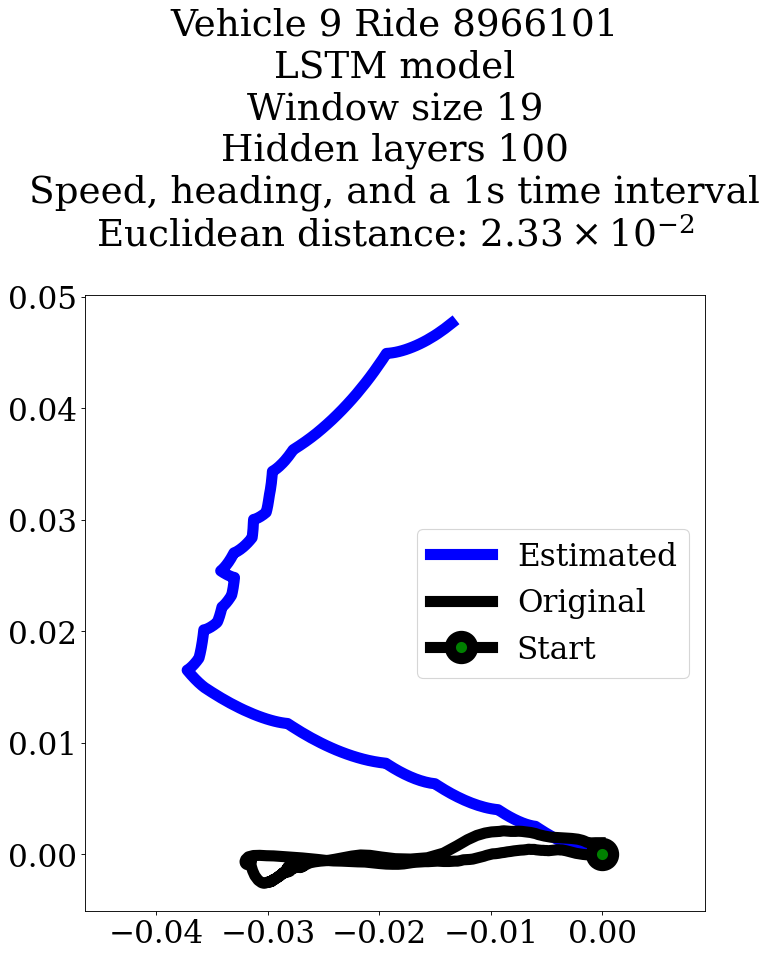 Vehicle 9 Ride 8966101
LSTM model
Window size 19
Hidden layers 100
Speed, heading, and a 1s time interval
Euclidean distance: 2.33 × 10⁻²
0.05
0.04
0.03
0.02
0.01
0.00
Estimated
Original
Start
−0.04 −0.03 −0.02 −0.01 0.00